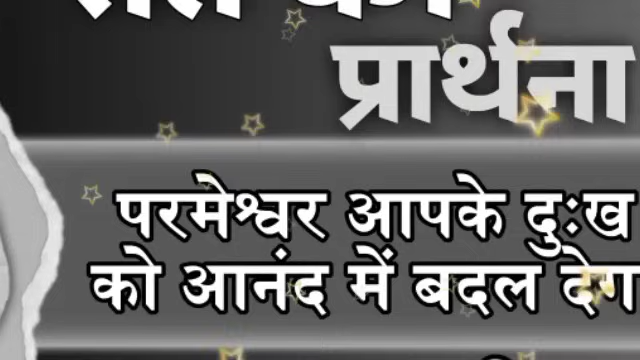 प्रार्थना
परमेश्वर आपके दुःख
को आनंद में बदल देग